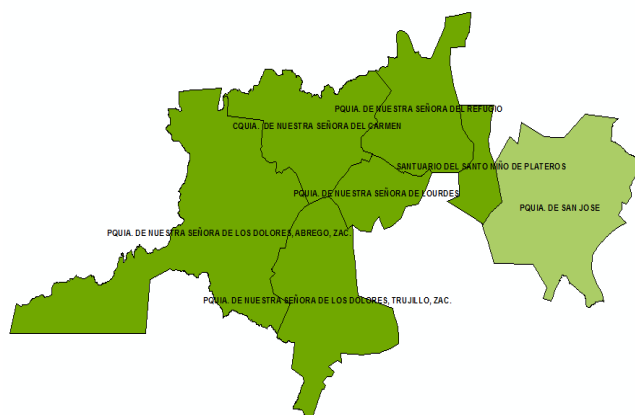 PQUIA. DE NUESTRA SEÑORA DEL REFUGIO
CQUIA. DE NUESTRA SEÑORA DEL CARMEN
SANTUARIO DEL SANTO NIÑO DE PLATEROS
PQUIA. DE NUESTRA SEÑORA DE LOURDES
PQUIA. DE SAN JOSE
PQUIA. DE NUESTRA SEÑORA DE LOS DOLORES, ABREGO, ZAC.
PQUIA. DE NUESTRA SEÑORA DE LOS DOLORES, TRUJILLO, ZAC.